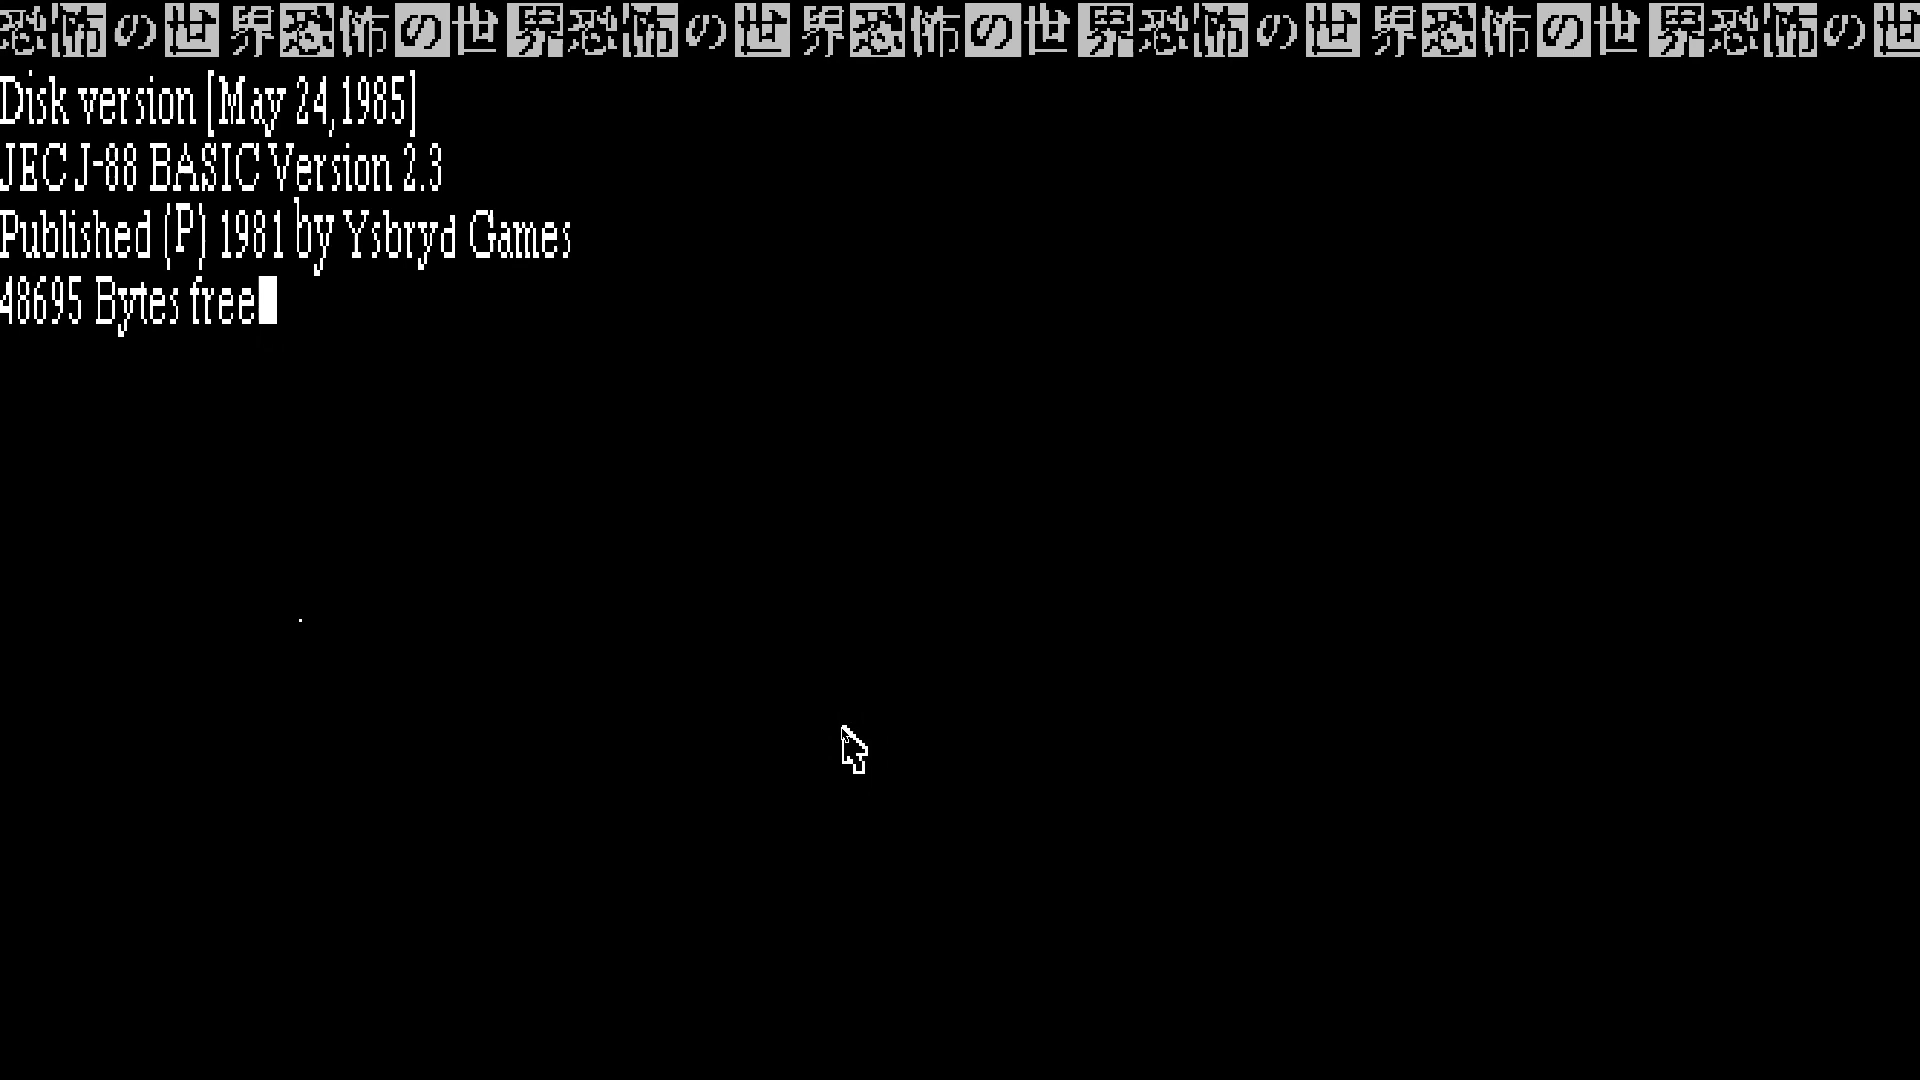 恐怖の世界恐怖の世界恐怖の世界恐怖の世界恐怖の世界恐怖の世界恐怖の世
Disk version [May 24,1985]
JEC J-88 BASIC Version 2.3
Published (P) 1981 by Ysbryd Games
48695 Bytes free